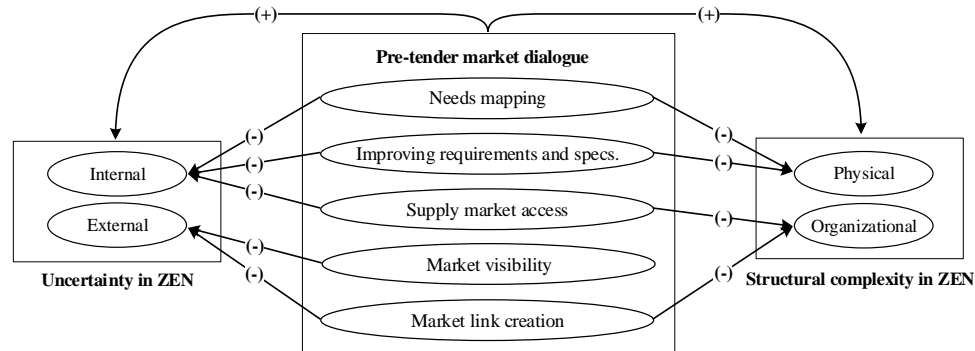 (+)
(+)
Pre-tender market dialogue
Needs mapping
(-)
(-)
Improving requirements and specs.
(-)
(-)
Internal
Physical
(-)
Supply market access
(-)
External
Organizational
(-)
Market visibility
(-)
(-)
Uncertainty in ZEN
Structural complexity in ZEN
Market link creation